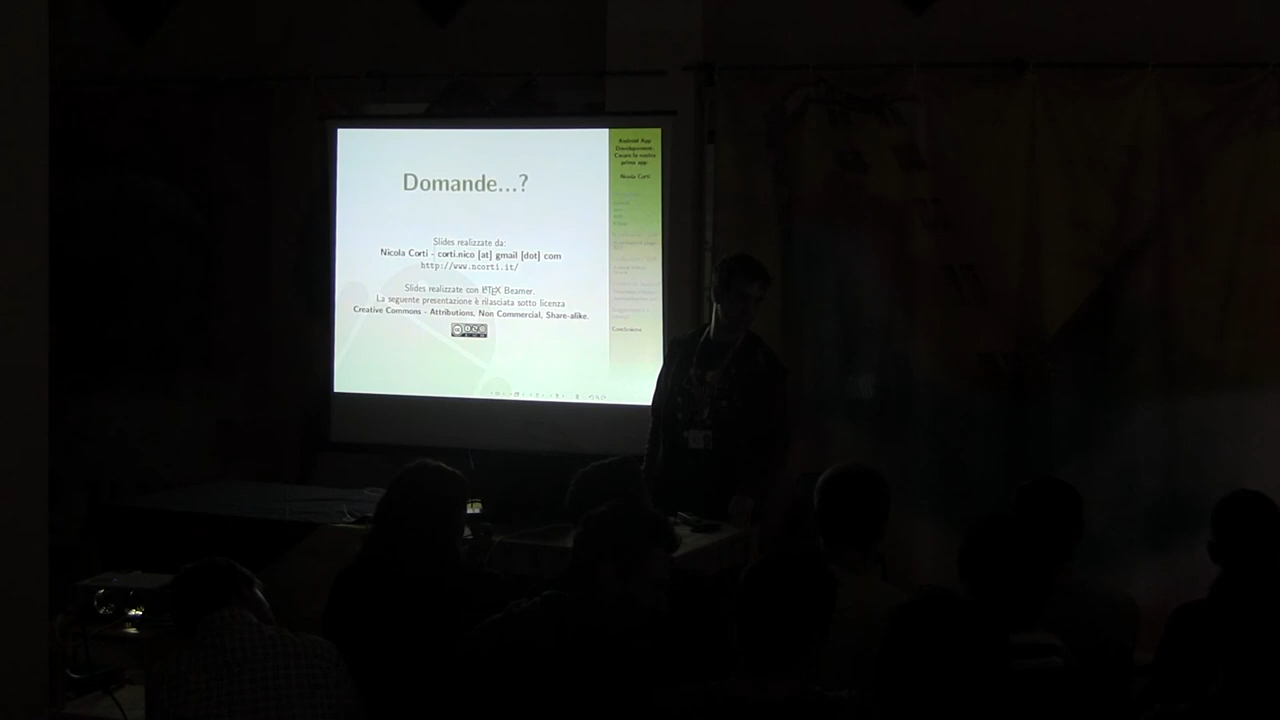 Domande...?
Slides realizzate da:
Nicola Corti - corti.nico [at] gmail [dot] com
http://www.ncorti.it/
Slides realizzate con LATEX Beamer.
La seguente presentazione è rilasciata sotto licenza
Creative Commons - Attributions, Non Commercial, Share-alike.
Android App
Development:
Creare la nostra
prima app
Nicola Corti
Conclusione